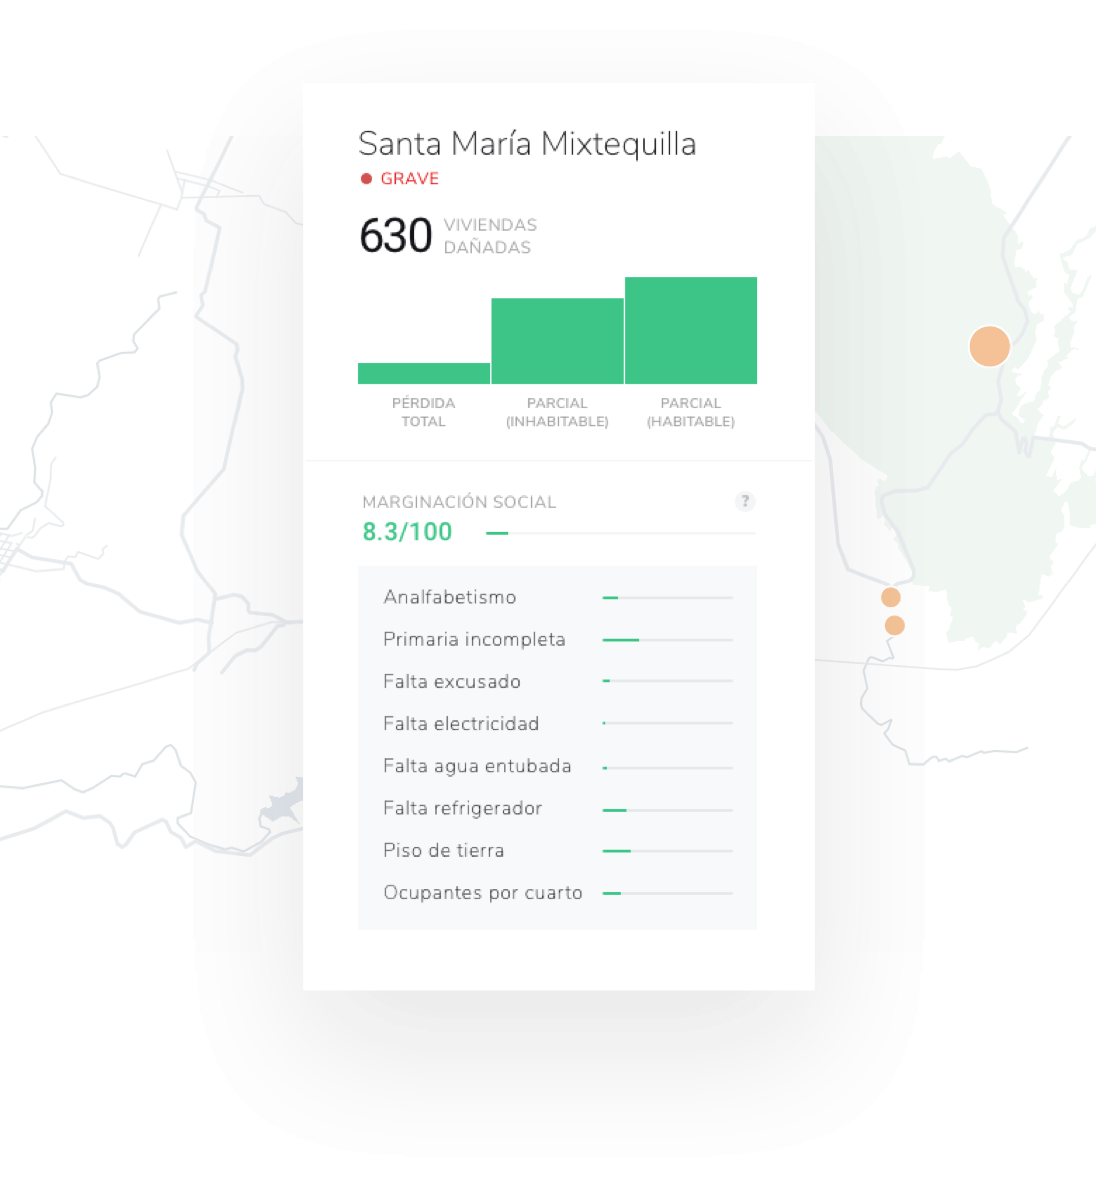 Santa María Mixtequilla
GRAVE
630
VIVIENDAS
DAÑADAS
PÉRDIDA
TOTAL
PARCIAL
(INHABITABLE)
PARCIAL
(HABITABLE)
MARGINACIÓN SOCIAL
?
8.3/100
Analfabetismo
Primaria incompleta
Falta excusado
Falta electricidad
Falta agua entubada
Falta refrigerador
Piso de tierra
Ocupantes por cuarto